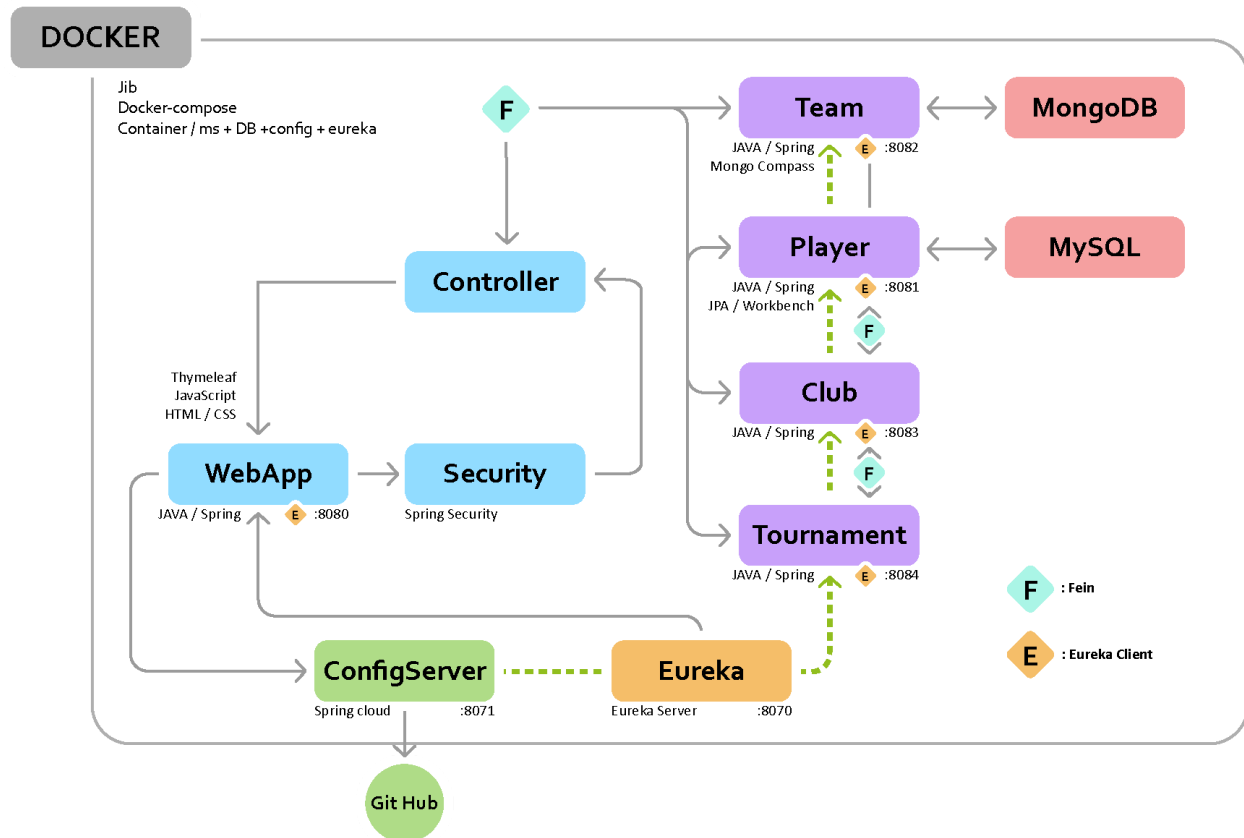 DOCKER
Jib
Docker-compose
Container / ms + DB +config + eureka
F
Team
MongoDB
JAVA / Spring
Mongo Compass
E
:8082
Player
MySQL
JAVA / Spring
JPA / Workbench
E
:8081
F
Controller
Thymeleaf
JavaScript
HTML / CSS
Club
JAVA / Spring
E
:8083
F
WebApp
JAVA / Spring
E
:8080
Security
Spring Security
Tournament
JAVA / Spring
E
:8084
F
: Fein
E
: Eureka Client
ConfigServer
Spring cloud
:8071
Eureka
Eureka Server
:8070
Git Hub